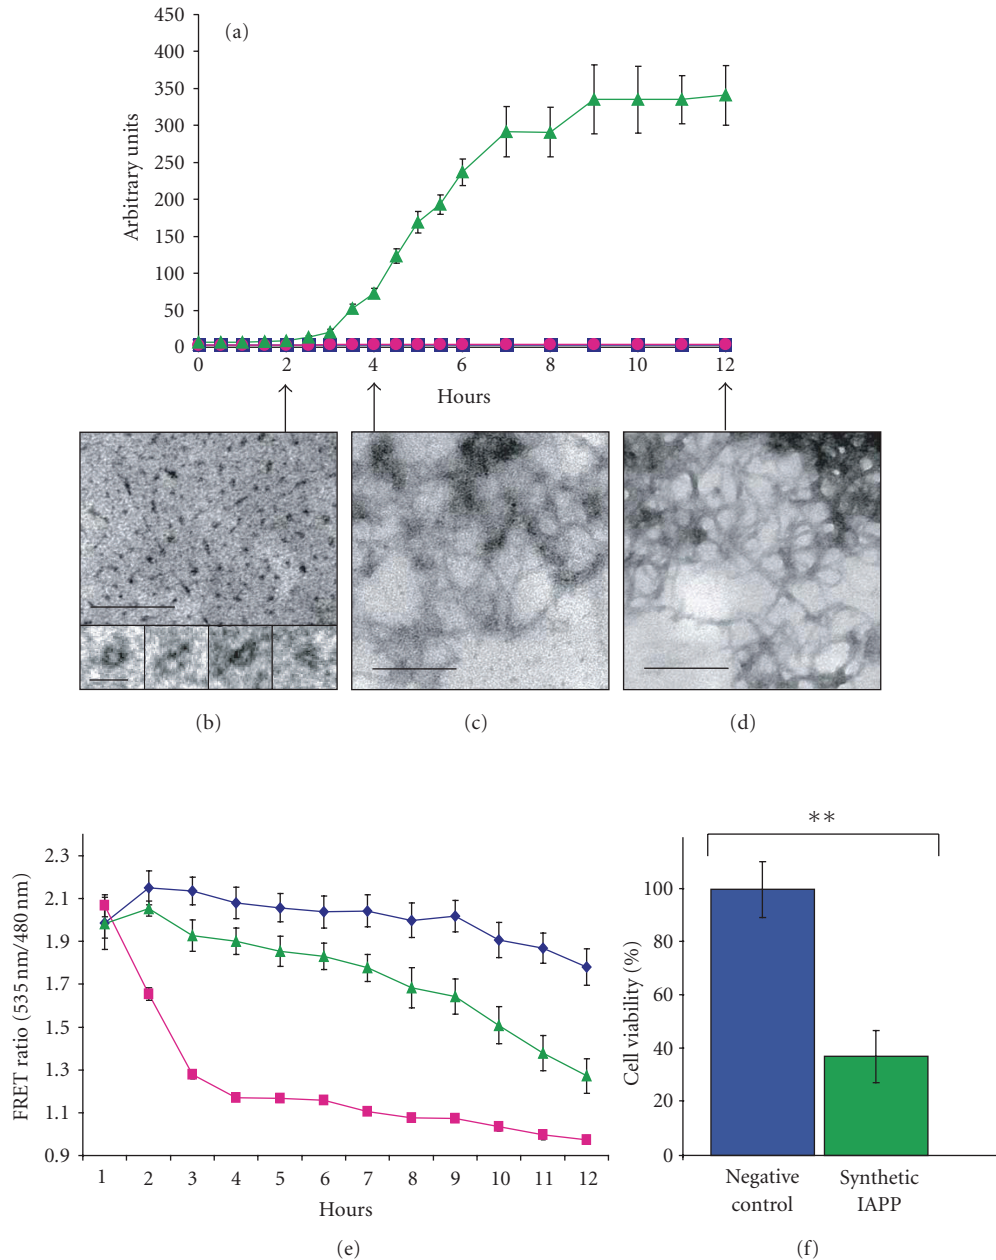 (a)
450
400
350
300
250
200
150
100
50
0
Arbitrary units
0 2 4 6 8 10 12
Hours
(b) (c) (d)
2.3
2.1
1.9
1.7
1.5
1.3
1.1
0.9
FRET ratio (535 nm/480 nm)
1 2 3 4 5 6 7 8 9 10 11 12
Hours
(e)
**
100
80
60
40
20
0
Cell viability (%)
Negative control
Synthetic IAPP
(f)